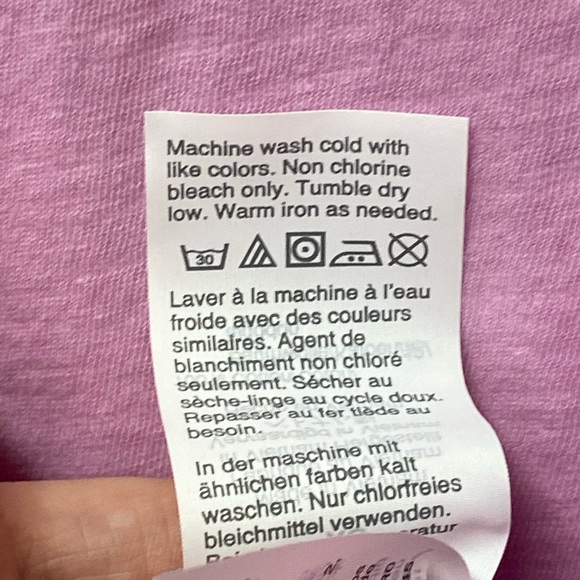 Machine wash cold with
like colors. Non chlorine
bleach only. Tumble dry
low. Warm iron as needed.
30
Laver à la machine à l'eau
froide avec des couleurs
similaires. Agent de
blanchiment non chloré
seulement. Sécher au
sèche-linge au cycle doux.
Repasser au fer tiède au
besoin.
In der maschine mit
ähnlichen farben kalt
waschen. Nur chlorfreies
bleichmittel verwenden.